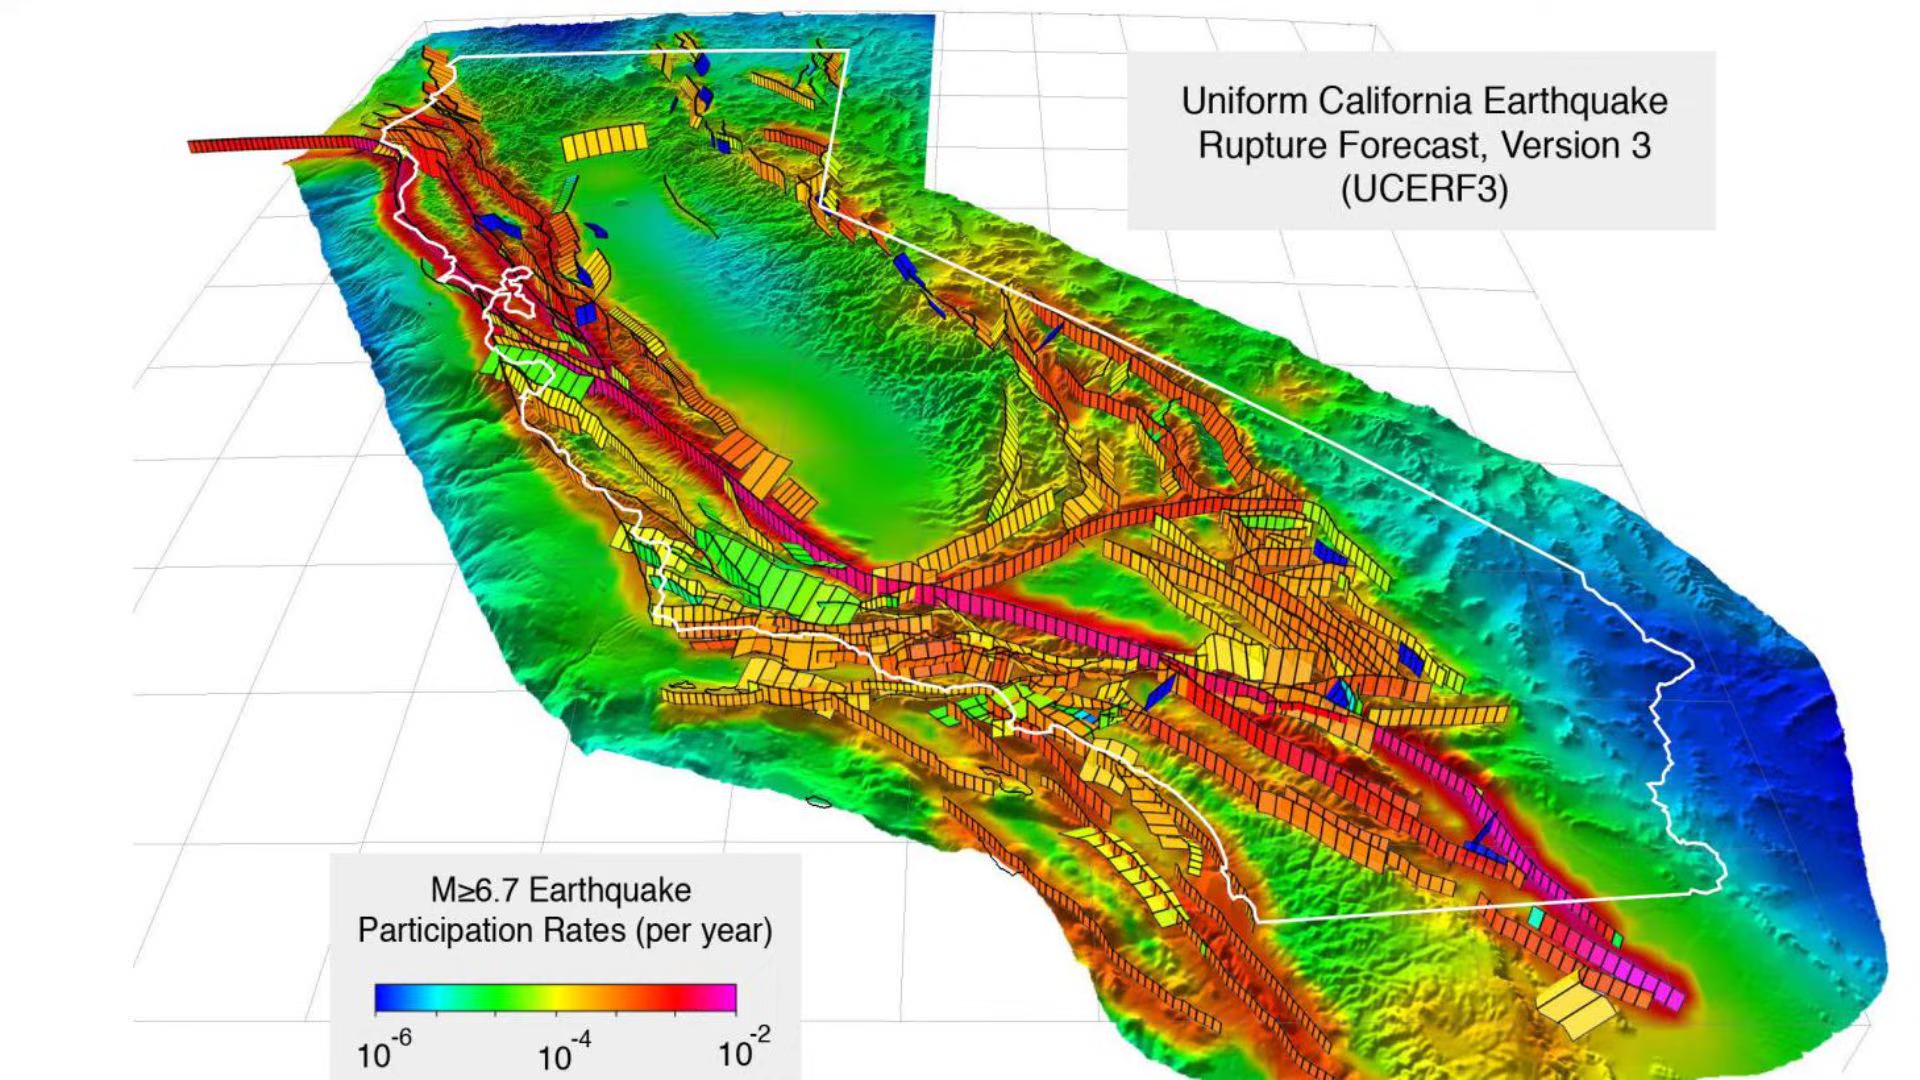 Uniform California Earthquake
Rupture Forecast, Version 3
(UCERF3)
M≥6.7 Earthquake
Participation Rates (per year)
10-6 10-4 10-2